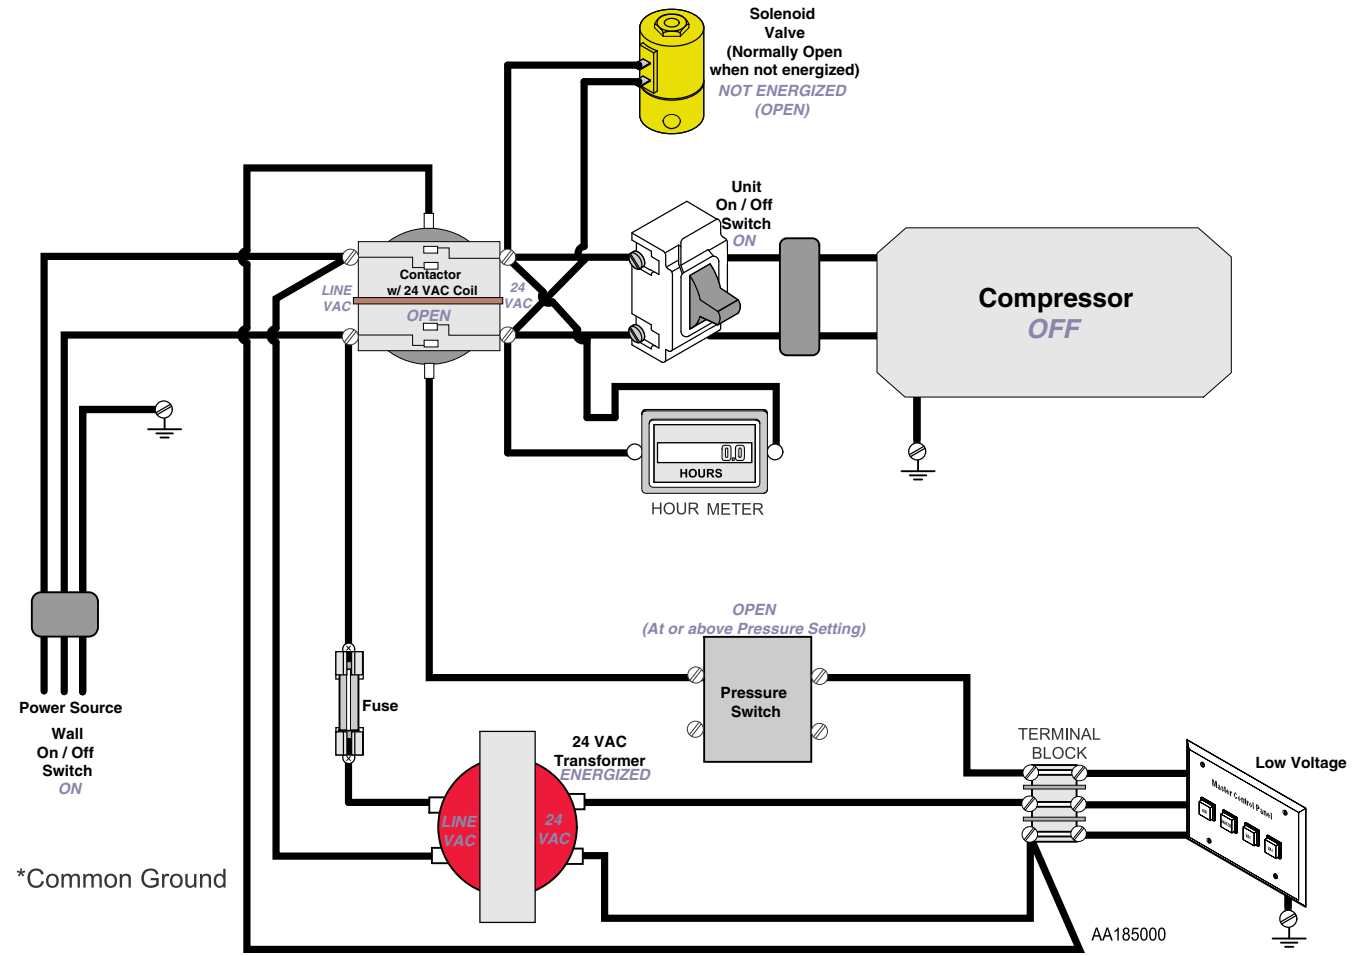 Solenoid
Valve
(Normally Open
when not energized)
NOT ENERGIZED
(OPEN)
Unit
On / Off
Switch
ON
Contactor
w/ 24 VAC Coil
OPEN
LINE
VAC
24
VAC
Compressor
OFF
0.0
HOURS
HOUR METER
OPEN
(At or above Pressure Setting)
Pressure
Switch
Power Source
Wall
On / Off
Switch
ON
Fuse
24 VAC
Transformer
ENERGIZED
LINE
VAC
24
VAC
TERMINAL
BLOCK
Low Voltage
Master Control Panel
*Common Ground
AA185000